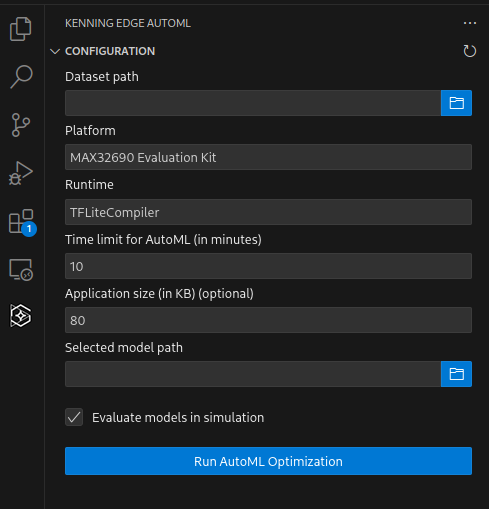 KENNING EDGE AUTOML
CONFIGURATION
Dataset path
Platform
MAX32690 Evaluation Kit
Runtime
TFLiteCompiler
Time limit for AutoML (in minutes)
10
Application size (in KB) (optional)
80
Selected model path
Evaluate models in simulation
Run AutoML Optimization
1